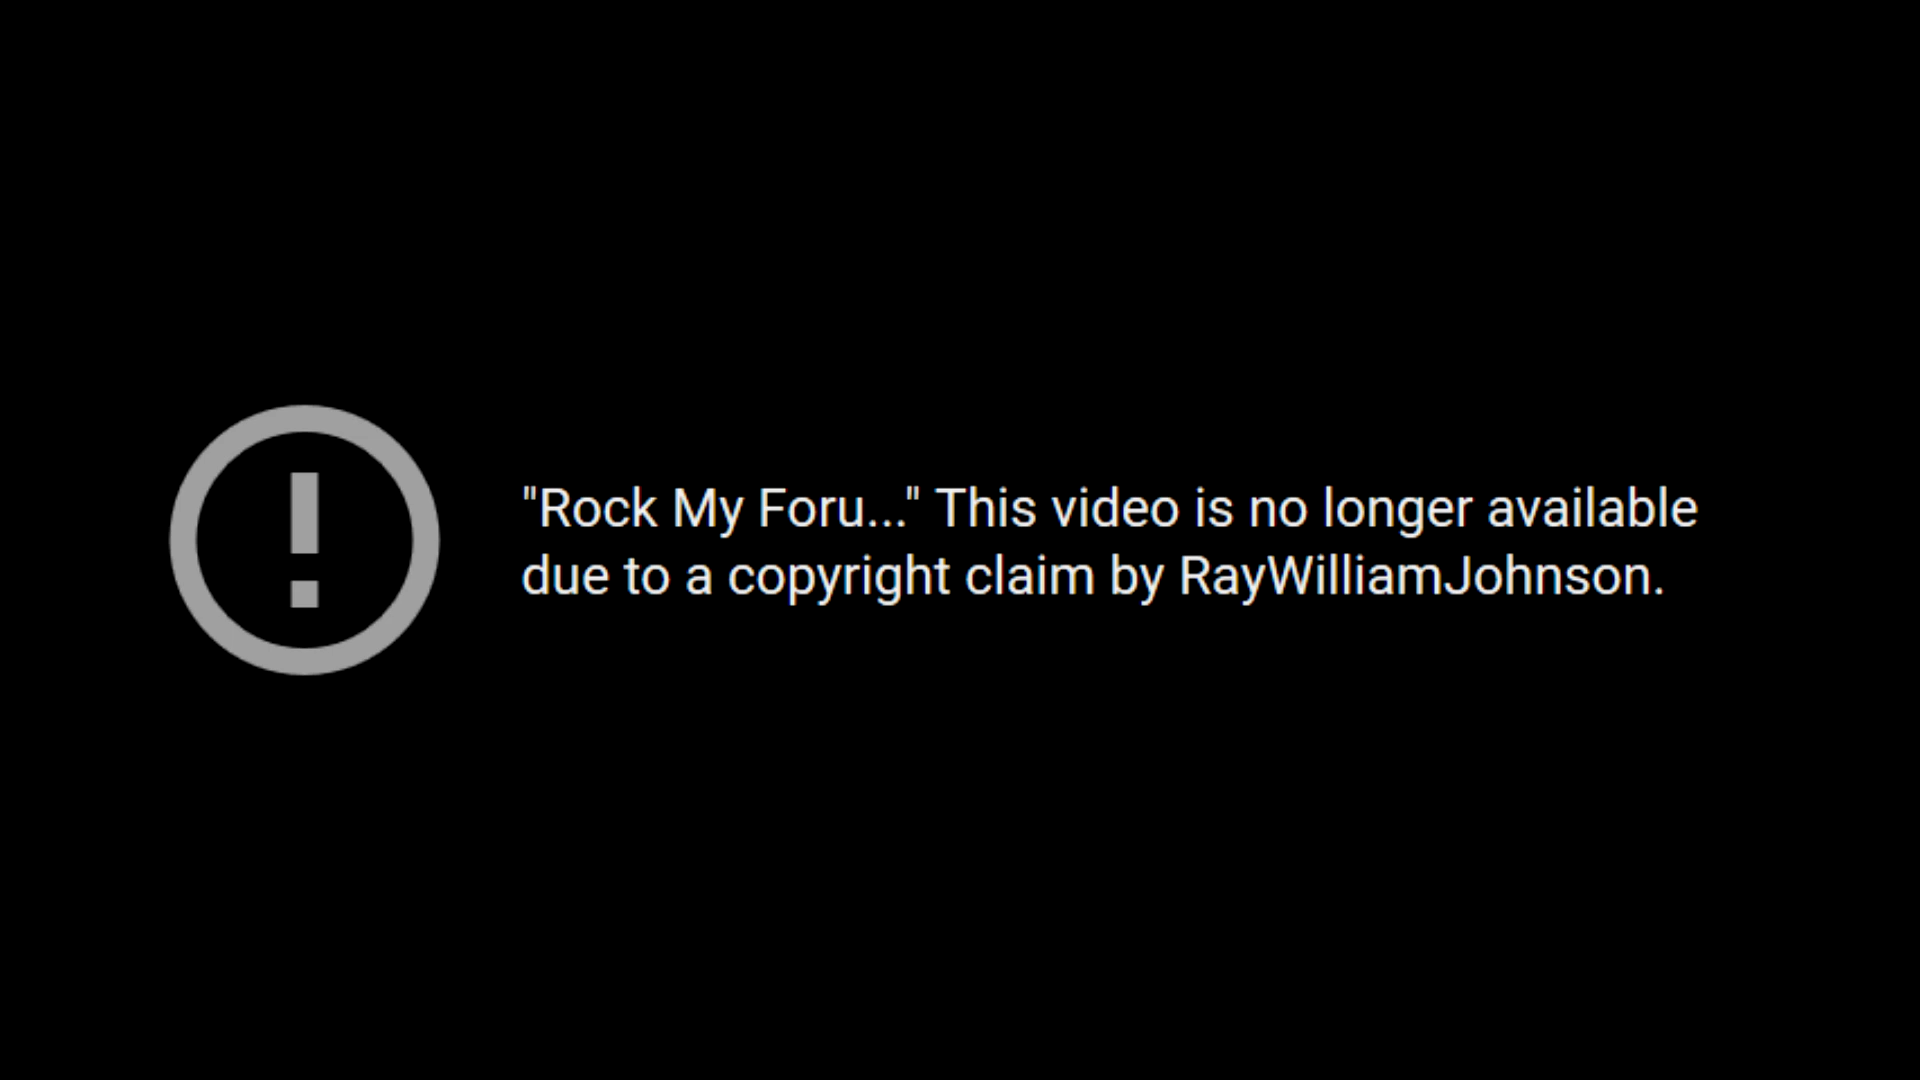 "Rock My Foru..." This video is no longer available
due to a copyright claim by RayWilliamJohnson.